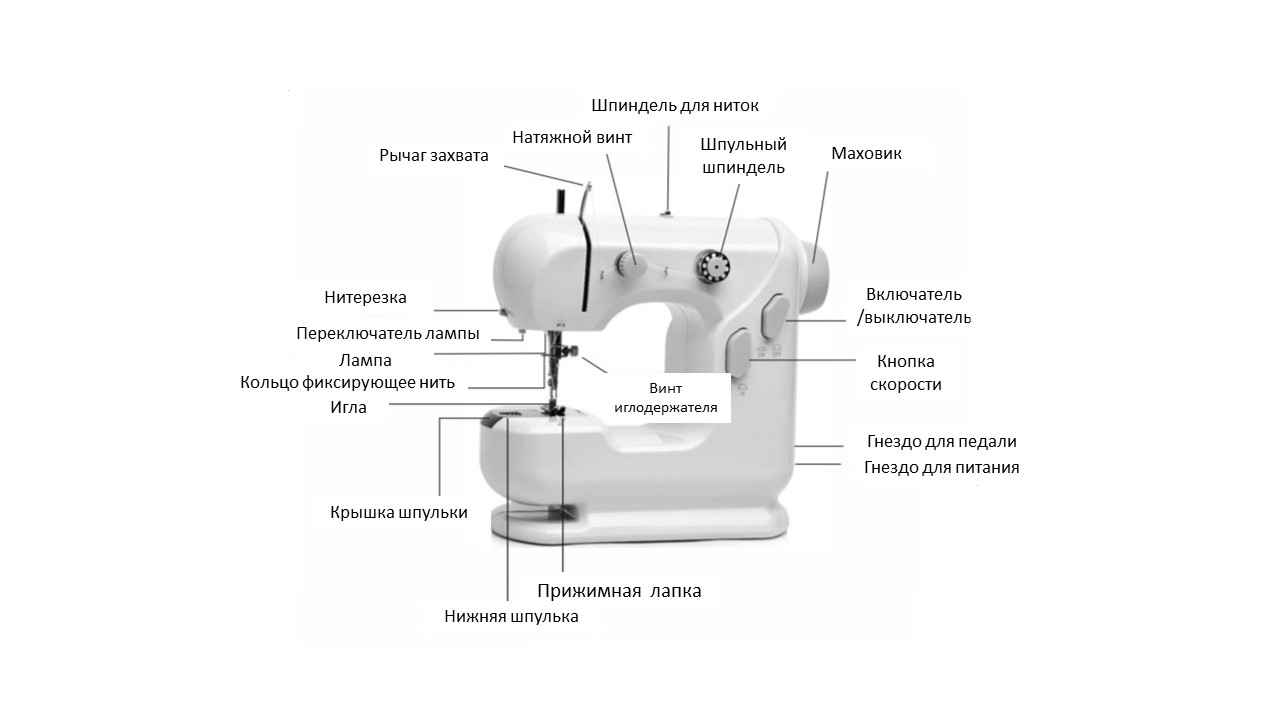 Шпиндель для ниток
Натяжной винт
Шпульный
шпиндель
Маховик
Рычаг захвата
Нитерезка
Включатель
/выключатель
Переключатель лампы
Лампа
Кнопка
скорости
Кольцо фиксирующее нить
Винт
иглодержателя
Игла
Гнездо для педали
Гнездо для питания
Крышка шпульки
Прижимная лапка
Нижняя шпулька